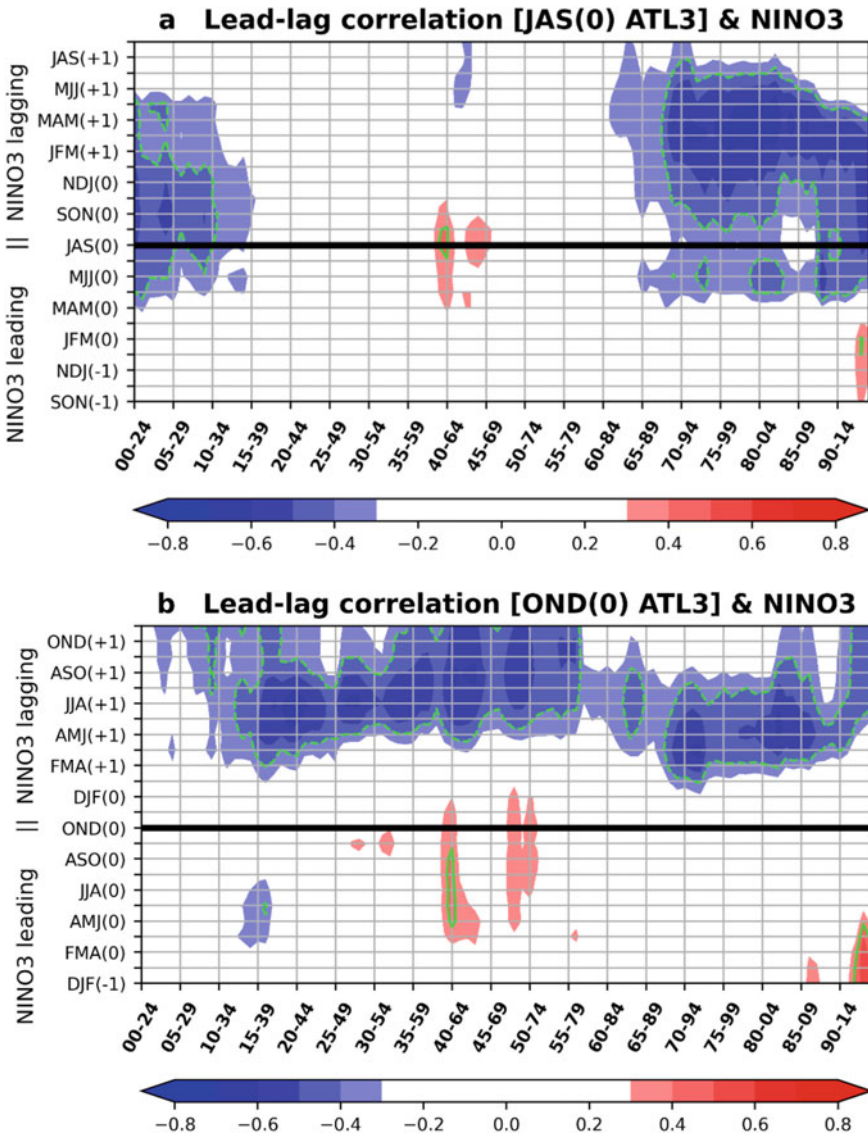 a Lead-lag correlation [JAS(0) ATL3] & NINO3
JAS(+1)
MJJ(+1)
MAM(+1)
JFM(+1)
NDJ(0)
SON(0)
JAS(0)
MJJ(0)
MAM(0)
JFM(0)
NDJ(-1)
SON(-1)
NINO3 leading || NINO3 lagging
00-24 05-29 10-34 15-39 20-44 25-49 30-54 35-59 40-64 45-69 50-74 55-79 60-84 65-89 70-94 75-99 80-04 85-09 90-14
−0.8 −0.6 −0.4 −0.2 0.0 0.2 0.4 0.6 0.8
b Lead-lag correlation [OND(0) ATL3] & NINO3
OND(+1)
ASO(+1)
JJA(+1)
AMJ(+1)
FMA(+1)
DJF(0)
OND(0)
ASO(0)
JJA(0)
AMJ(0)
FMA(0)
DJF(-1)
NINO3 leading || NINO3 lagging
00-24 05-29 10-34 15-39 20-44 25-49 30-54 35-59 40-64 45-69 50-74 55-79 60-84 65-89 70-94 75-99 80-04 85-09 90-14
−0.8 −0.6 −0.4 −0.2 0.0 0.2 0.4 0.6 0.8